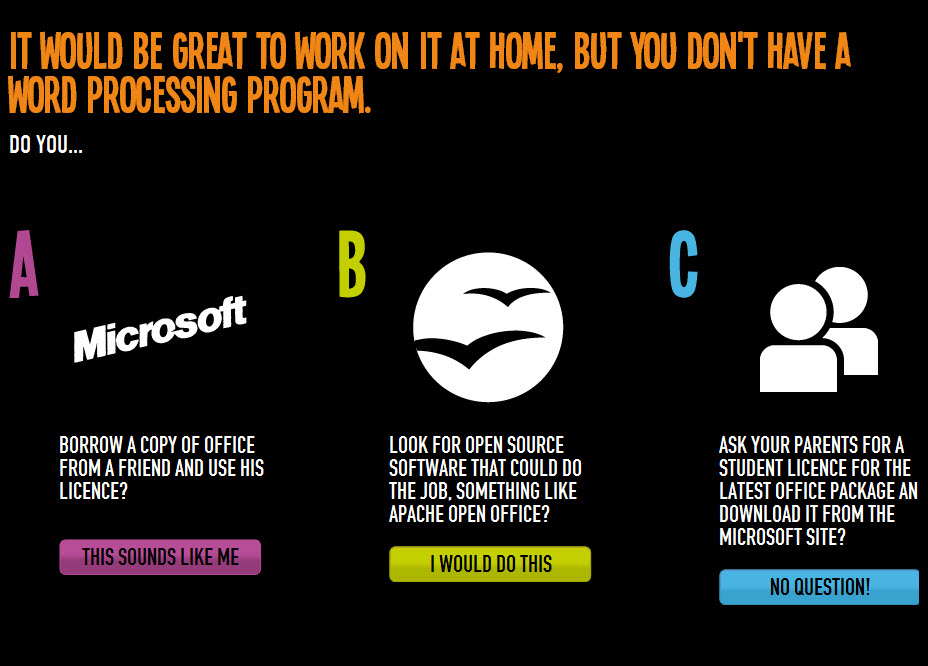 IT WOULD BE GREAT TO WORK ON IT AT HOME, BUT YOU DON'T HAVE A
WORD PROCESSING PROGRAM.
DO YOU...
A
Microsoft
BORROW A COPY OF OFFICE
FROM A FRIEND AND USE HIS
LICENCE?
THIS SOUNDS LIKE ME
B
LOOK FOR OPEN SOURCE
SOFTWARE THAT COULD DO
THE JOB, SOMETHING LIKE
APACHE OPEN OFFICE?
I WOULD DO THIS
C
ASK YOUR PARENTS FOR A
STUDENT LICENCE FOR THE
LATEST OFFICE PACKAGE AN
DOWNLOAD IT FROM THE
MICROSOFT SITE?
NO QUESTION!